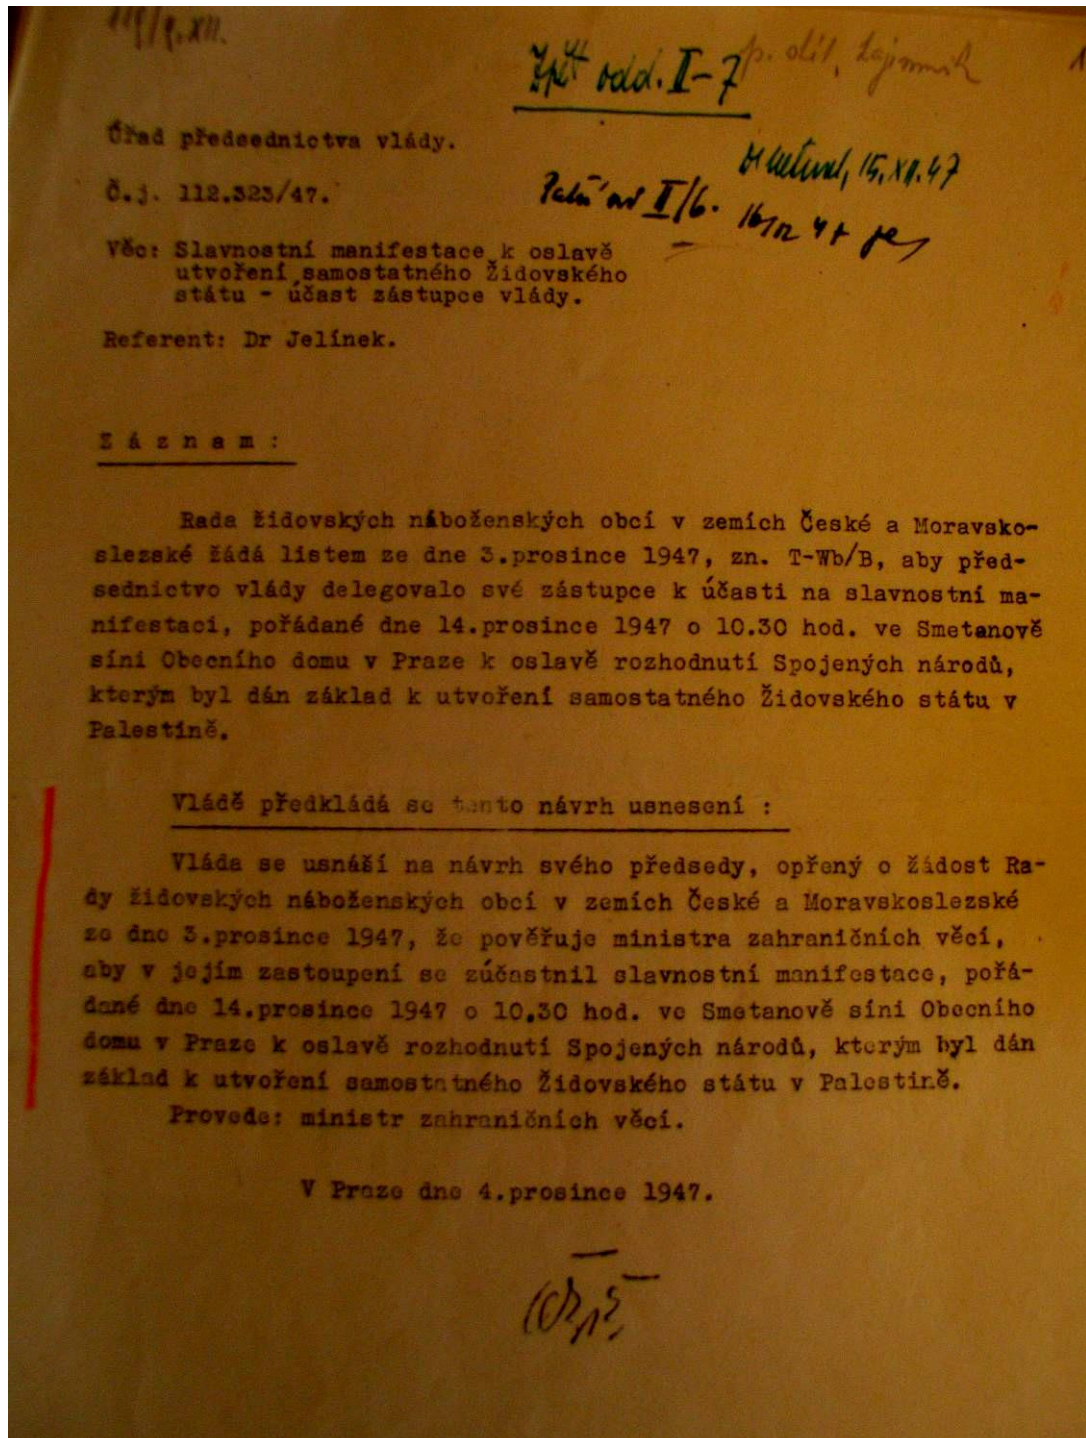 Zpět odd. II-7
Úřad předsednictva vlády.
Č.j. 112.323/47.
15.XII.47
II/6.
Věc: Slavnostní manifestace k oslavě
utvoření samostatného Židovského
státu - účast zástupce vlády.
Referent: Dr Jelínek.
Záznam:
Rada židovských náboženských obcí v zemích České a Moravsko-
slezské žádá listem ze dne 3.prosince 1947, zn. T-Wb/B, aby před-
sednictvo vlády delegovalo své zástupce k účasti na slavnostní ma-
nifestaci, pořádané dne 14.prosince 1947 o 10.30 hod. ve Smetanově
síni Obecního domu v Praze k oslavě rozhodnutí Spojených národů,
kterým byl dán základ k utvoření samostatného Židovského státu v
Palestině.
Vládě předkládá se tento návrh usnesení :
Vláda se usnáší na návrh svého předsedy, opřený o žádost Ra-
dy židovských náboženských obcí v zemích České a Moravskoslezské
ze dne 3.prosince 1947, že pověřuje ministra zahraničních věcí,
aby v jejím zastoupení se zúčastnil slavnostní manifestace, pořá-
dané dne 14.prosince 1947 o 10.30 hod. ve Smetanově síni Obecního
domu v Praze k oslavě rozhodnutí Spojených národů, kterým byl dán
základ k utvoření samostatného Židovského státu v Palestině.
Provede: ministr zahraničních věcí.
V Praze dne 4.prosince 1947.